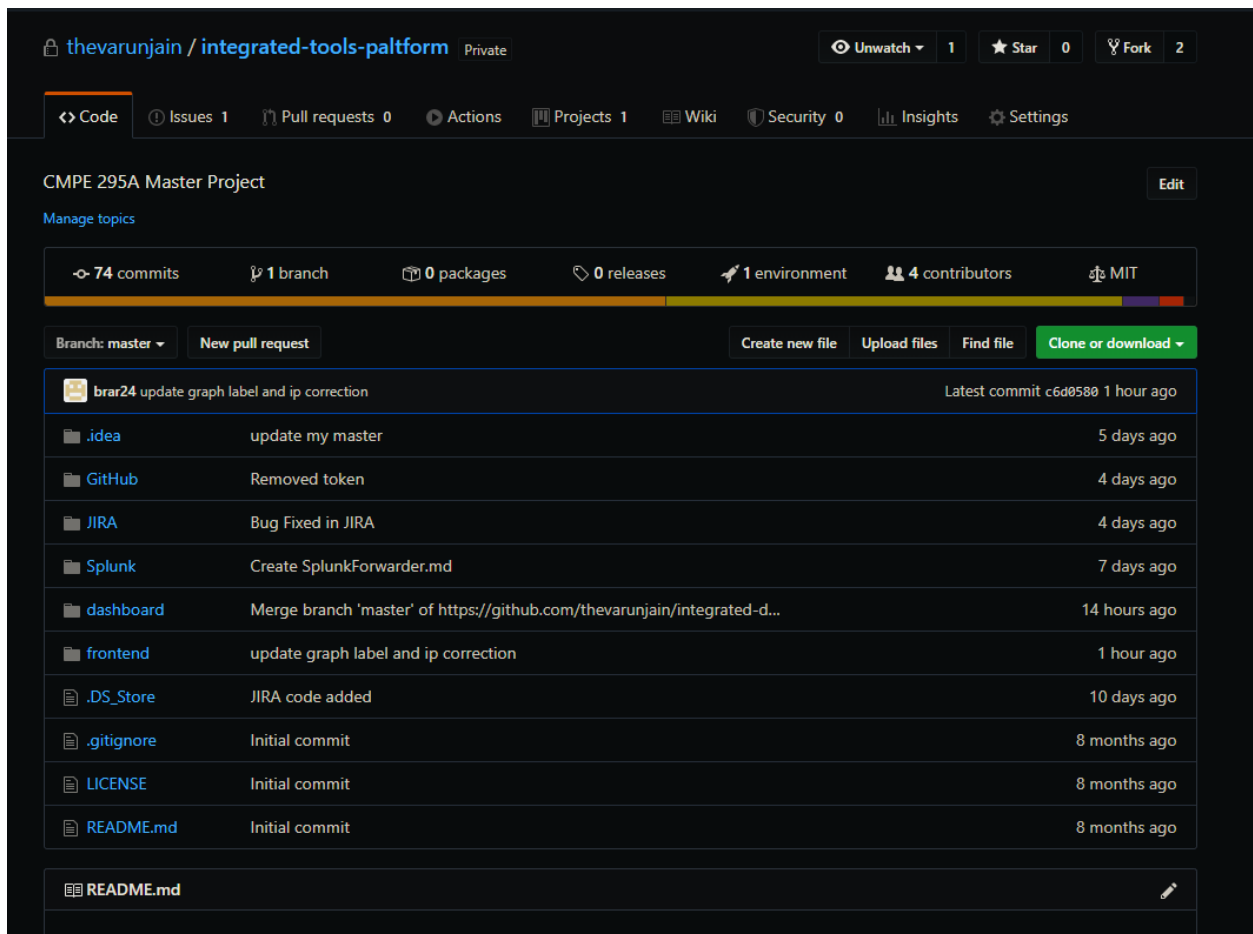 thevarunjain / integrated-tools-paltform Private Unwatch 1 Star 0 Fork 2
Code Issues 1 Pull requests 0 Actions Projects 1 Wiki Security 0 Insights Settings
CMPE 295A Master Project Edit
Manage topics
74 commits 1 branch 0 packages 0 releases 1 environment 4 contributors MIT
Branch: master New pull request Create new file Upload files Find file Clone or download
brar24 update graph label and ip correction Latest commit c6d0580 1 hour ago
.idea update my master 5 days ago
GitHub Removed token 4 days ago
JIRA Bug Fixed in JIRA 4 days ago
Splunk Create SplunkForwarder.md 7 days ago
dashboard Merge branch 'master' of https://github.com/thevarunjain/integrated-d... 14 hours ago
frontend update graph label and ip correction 1 hour ago
.DS_Store JIRA code added 10 days ago
.gitignore Initial commit 8 months ago
LICENSE Initial commit 8 months ago
README.md Initial commit 8 months ago
README.md